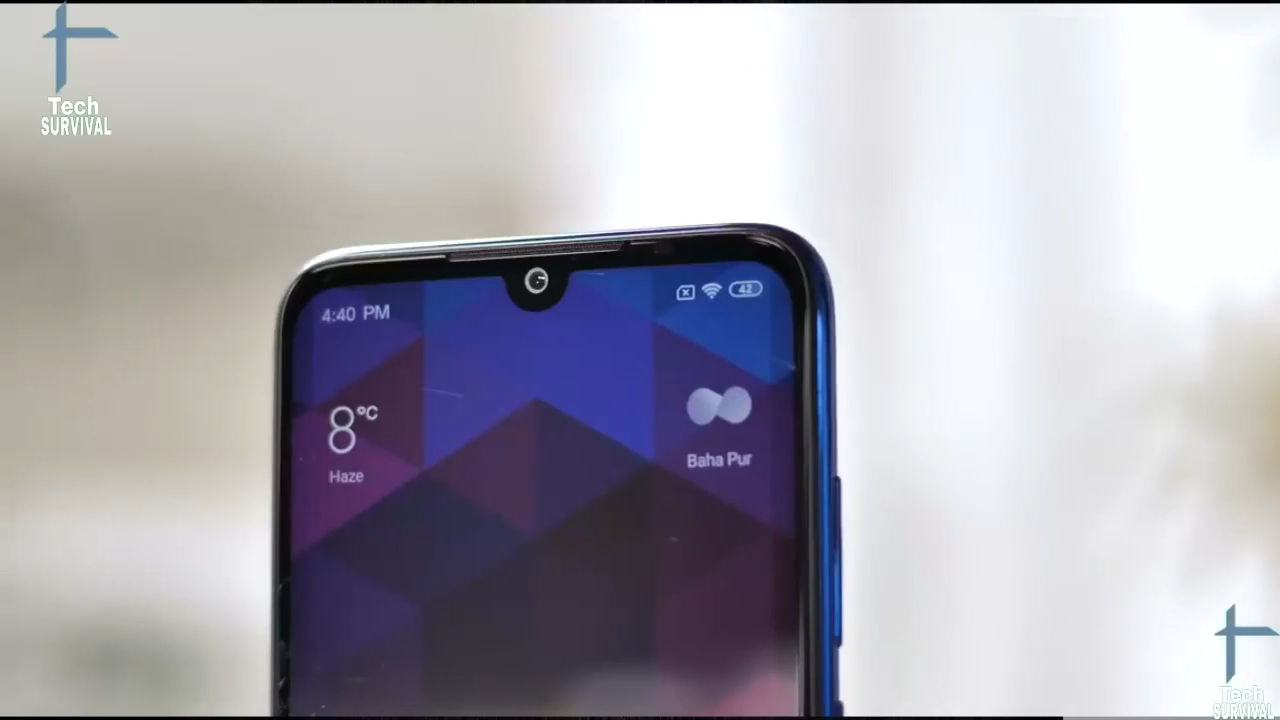 Tech
SURVIVAL
4:40 PM
42
8°C
Haze
Baha Pur
Tech
SURVIVAL